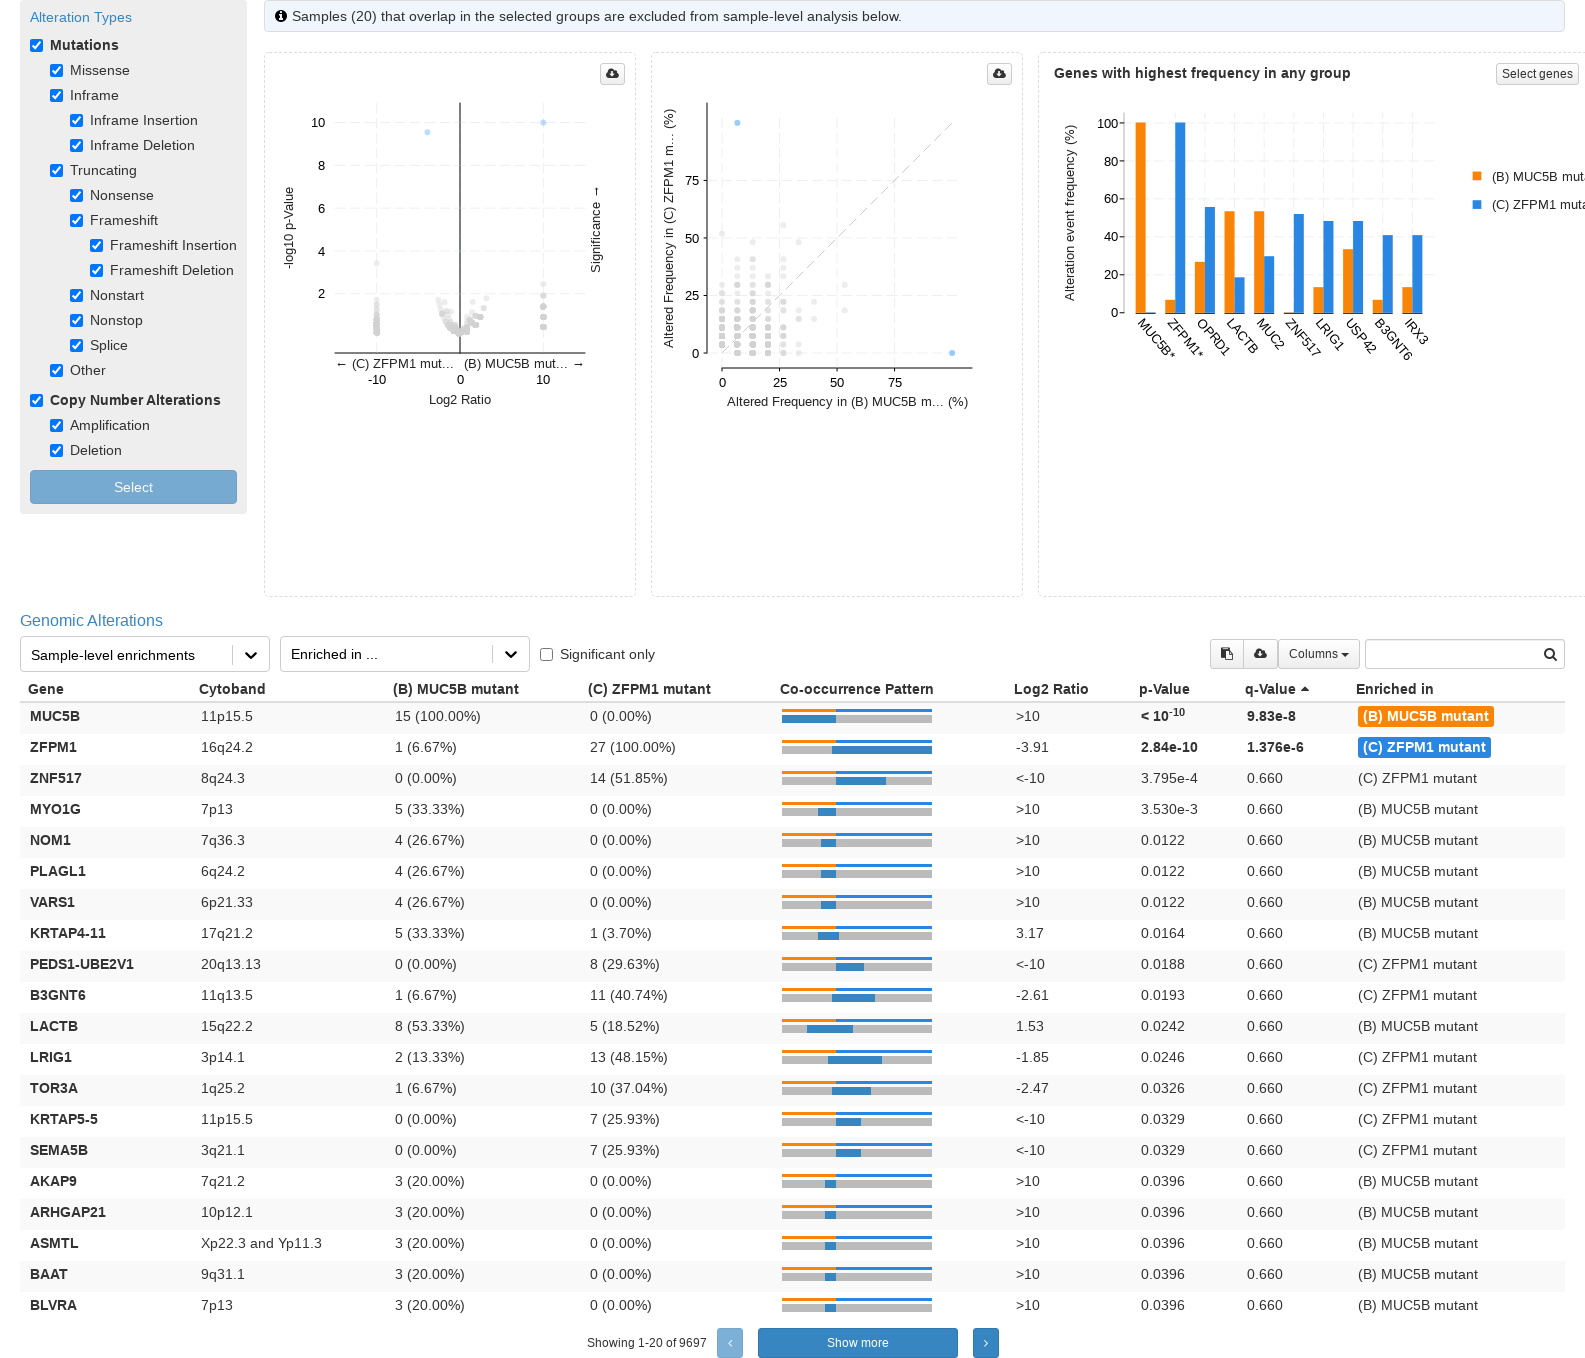 Alteration Types
Mutations
Missense
Inframe
Inframe Insertion
Inframe Deletion
Truncating
Nonsense
Frameshift
Frameshift Insertion
Frameshift Deletion
Nonstart
Nonstop
Splice
Other
Copy Number Alterations
Amplification
Deletion
Select
Samples (20) that overlap in the selected groups are excluded from sample-level analysis below.
10
8
6
4
2
-log10 p-Value
Significance →
← (C) ZFPM1 mut... (B) MUC5B mut... →
-10 0 10
Log2 Ratio
Altered Frequency in (C) ZFPM1 m... (%)
75
50
25
0
0 25 50 75
Altered Frequency in (B) MUC5B m... (%)
Genes with highest frequency in any group
Select genes
Alteration event frequency (%)
100
80
60
40
20
0
MUC5B* ZFPM1* OPRD1 LACTB MUC2 ZNF517 LRIG1 USP42 B3GNT6 IRX3
(B) MUC5B muta
(C) ZFPM1 muta
Genomic Alterations
Sample-level enrichments Enriched in ... Significant only Columns
Gene Cytoband (B) MUC5B mutant (C) ZFPM1 mutant Co-occurrence Pattern Log2 Ratio p-Value q-Value Enriched in
MUC5B 11p15.5 15 (100.00%) 0 (0.00%) >10 < 10-10 9.83e-8 (B) MUC5B mutant
ZFPM1 16q24.2 1 (6.67%) 27 (100.00%) -3.91 2.84e-10 1.376e-6 (C) ZFPM1 mutant
ZNF517 8q24.3 0 (0.00%) 14 (51.85%) <-10 3.795e-4 0.660 (C) ZFPM1 mutant
MYO1G 7p13 5 (33.33%) 0 (0.00%) >10 3.530e-3 0.660 (B) MUC5B mutant
NOM1 7q36.3 4 (26.67%) 0 (0.00%) >10 0.0122 0.660 (B) MUC5B mutant
PLAGL1 6q24.2 4 (26.67%) 0 (0.00%) >10 0.0122 0.660 (B) MUC5B mutant
VARS1 6p21.33 4 (26.67%) 0 (0.00%) >10 0.0122 0.660 (B) MUC5B mutant
KRTAP4-11 17q21.2 5 (33.33%) 1 (3.70%) 3.17 0.0164 0.660 (B) MUC5B mutant
PEDS1-UBE2V1 20q13.13 0 (0.00%) 8 (29.63%) <-10 0.0188 0.660 (C) ZFPM1 mutant
B3GNT6 11q13.5 1 (6.67%) 11 (40.74%) -2.61 0.0193 0.660 (C) ZFPM1 mutant
LACTB 15q22.2 8 (53.33%) 5 (18.52%) 1.53 0.0242 0.660 (B) MUC5B mutant
LRIG1 3p14.1 2 (13.33%) 13 (48.15%) -1.85 0.0246 0.660 (C) ZFPM1 mutant
TOR3A 1q25.2 1 (6.67%) 10 (37.04%) -2.47 0.0326 0.660 (C) ZFPM1 mutant
KRTAP5-5 11p15.5 0 (0.00%) 7 (25.93%) <-10 0.0329 0.660 (C) ZFPM1 mutant
SEMA5B 3q21.1 0 (0.00%) 7 (25.93%) <-10 0.0329 0.660 (C) ZFPM1 mutant
AKAP9 7q21.2 3 (20.00%) 0 (0.00%) >10 0.0396 0.660 (B) MUC5B mutant
ARHGAP21 10p12.1 3 (20.00%) 0 (0.00%) >10 0.0396 0.660 (B) MUC5B mutant
ASMTL Xp22.3 and Yp11.3 3 (20.00%) 0 (0.00%) >10 0.0396 0.660 (B) MUC5B mutant
BAAT 9q31.1 3 (20.00%) 0 (0.00%) >10 0.0396 0.660 (B) MUC5B mutant
BLVRA 7p13 3 (20.00%) 0 (0.00%) >10 0.0396 0.660 (B) MUC5B mutant
Showing 1-20 of 9697 ‹ Show more ›